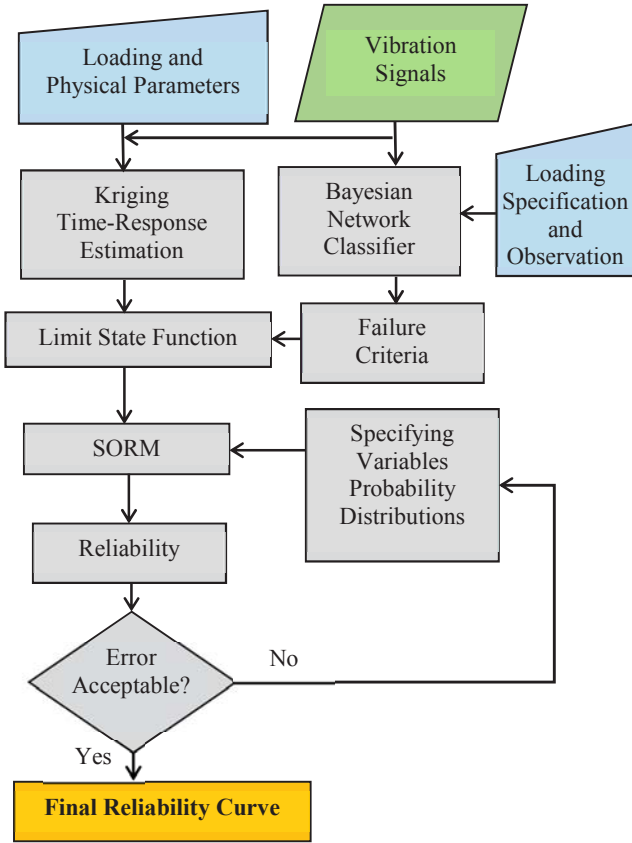 Loading and
Physical Parameters
Vibration
Signals
Kriging
Time-Response
Estimation
Bayesian
Network
Classifier
Loading
Specification
and
Observation
Limit State Function
Failure
Criteria
SORM
Specifying
Variables
Probability
Distributions
Reliability
Error
Acceptable?
No
Yes
Final Reliability Curve